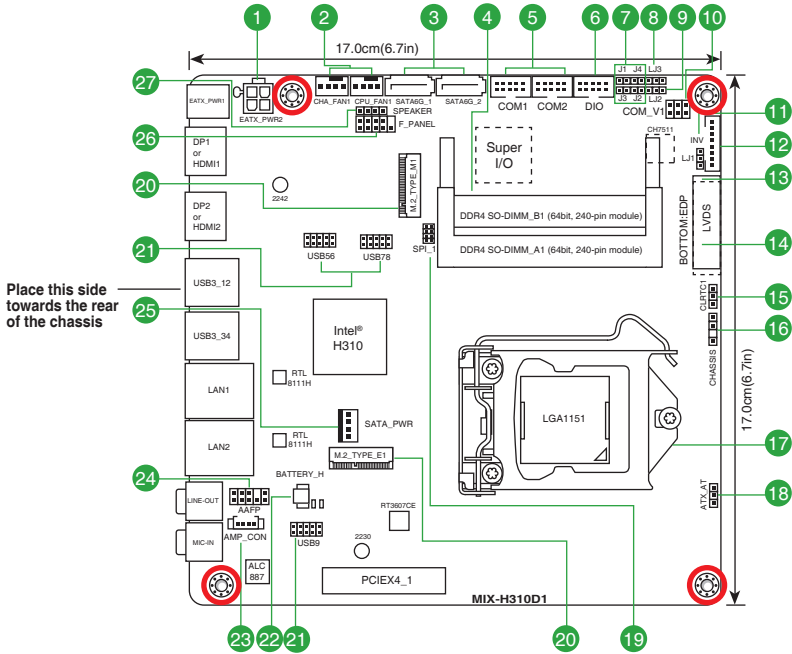 1
2
3
4
5
6
7
8
9
10
17.0cm(6.7in)
27
EATX_PWR1
EATX_PWR2
CHA_FAN1
CPU_FAN1
SATA6G_1
SATA6G_2
COM1
COM2
DIO
J1
J4
LJ3
J3
J2
LJ2
COM_V1
SPEAKER
F_PANEL
26
11
DP1
or
HDMI1
Super
I/O
CH7511
INV
LJ1
12
20
2242
M.2_TYPE_M1
13
DP2
or
HDMI2
DDR4 SO-DIMM_B1 (64bit, 240-pin module)
LVDS
BOTTOM:EDP
21
USB56
USB78
SPI_1
DDR4 SO-DIMM_A1 (64bit, 240-pin module)
14
Place this side
towards the rear
of the chassis
USB3_12
CLRTC1
15
25
USB3_34
Intel®
H310
16
CHASSIS
17.0cm(6.7in)
LAN1
RTL
8111H
SATA_PWR
LGA1151
17
LAN2
RTL
8111H
M.2_TYPE_E1
24
BATTERY_H
18
ATX_AT
LINE-OUT
AAFP
RT3607CE
AMP_CON
USB9
19
MIC-IN
2230
ALC
887
PCIEX4_1
MIX-H310D1
23
22
21
20
19